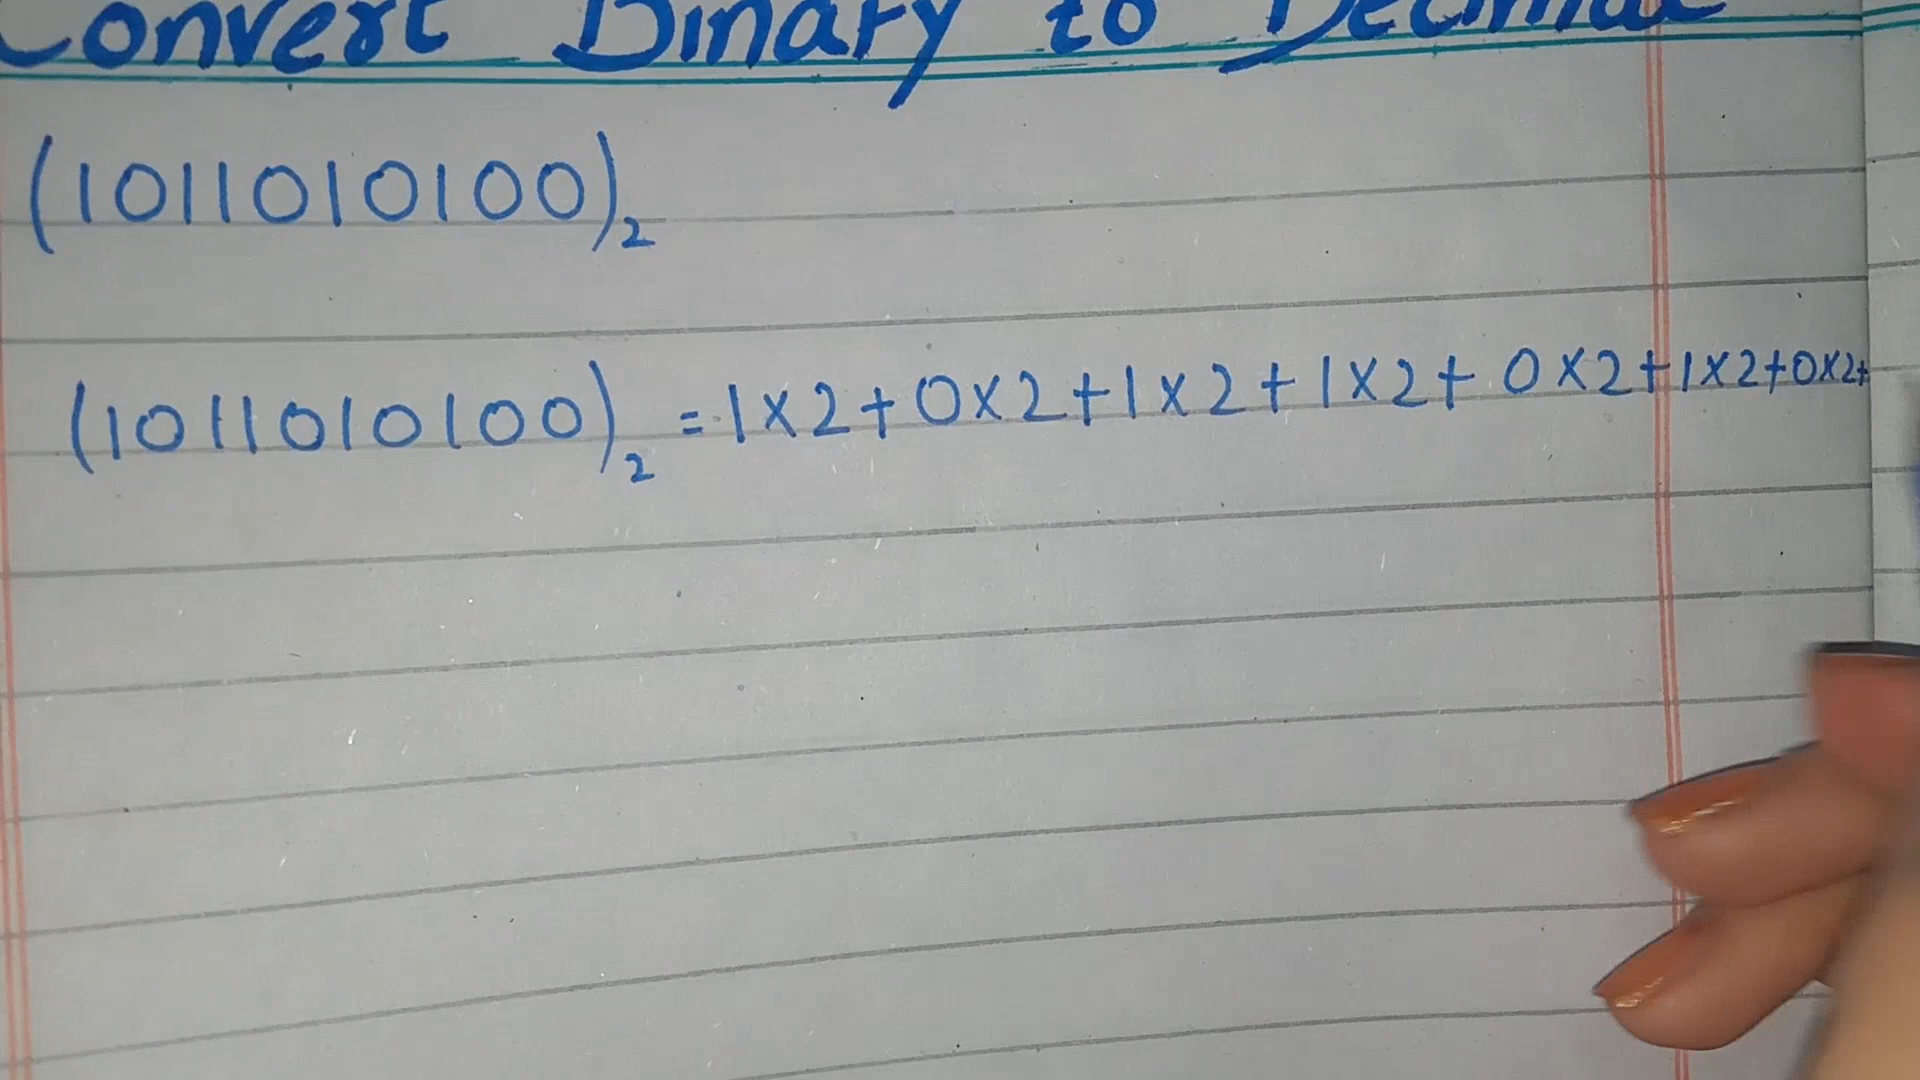 Convert Binary to Decimal
(1011010100)₂
(1011010100)₂ = 1×2+0×2+1×2+1×2+0×2+1×2+0×2+